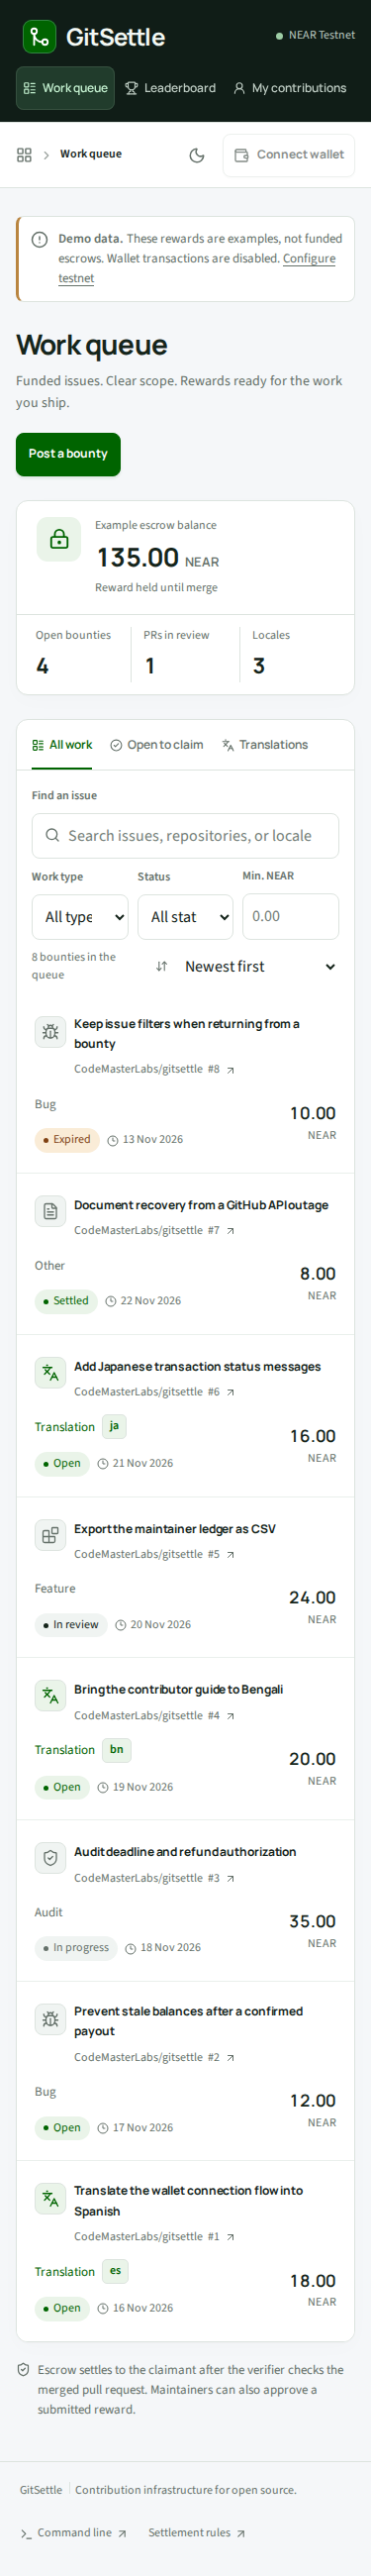 GitSettle
NEAR Testnet
Work queue
Leaderboard
My contributions
Work queue
Connect wallet
Demo data. These rewards are examples, not funded
escrows. Wallet transactions are disabled. Configure
testnet
Work queue
Funded issues. Clear scope. Rewards ready for the work
you ship.
Post a bounty
Example escrow balance
135.00 NEAR
Reward held until merge
Open bounties
4
PRs in review
1
Locales
3
All work
Open to claim
Translations
Find an issue
Search issues, repositories, or locale
Work type
Status
Min. NEAR
All type
All stat
0.00
8 bounties in the
queue
Newest first
Keep issue filters when returning from a
bounty
CodeMasterLabs/gitsettle #8
Bug
Expired
13 Nov 2026
10.00
NEAR
Document recovery from a GitHub API outage
CodeMasterLabs/gitsettle #7
Other
Settled
22 Nov 2026
8.00
NEAR
Add Japanese transaction status messages
CodeMasterLabs/gitsettle #6
Translation ja
Open
21 Nov 2026
16.00
NEAR
Export the maintainer ledger as CSV
CodeMasterLabs/gitsettle #5
Feature
In review
20 Nov 2026
24.00
NEAR
Bring the contributor guide to Bengali
CodeMasterLabs/gitsettle #4
Translation bn
Open
19 Nov 2026
20.00
NEAR
Audit deadline and refund authorization
CodeMasterLabs/gitsettle #3
Audit
In progress
18 Nov 2026
35.00
NEAR
Prevent stale balances after a confirmed
payout
CodeMasterLabs/gitsettle #2
Bug
Open
17 Nov 2026
12.00
NEAR
Translate the wallet connection flow into
Spanish
CodeMasterLabs/gitsettle #1
Translation es
Open
16 Nov 2026
18.00
NEAR
Escrow settles to the claimant after the verifier checks the
merged pull request. Maintainers can also approve a
submitted reward.
GitSettle
Contribution infrastructure for open source.
Command line
Settlement rules